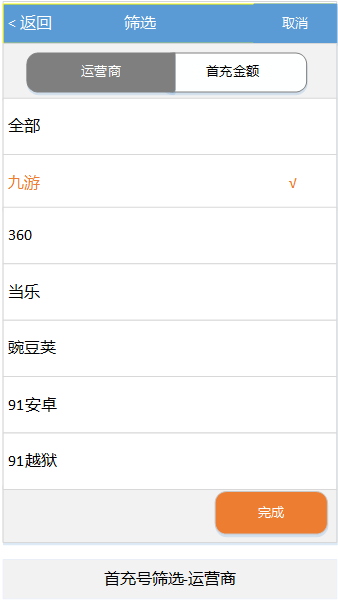 < 返回 筛选 取消
运营商 首充金额
全部
九游 √
360
当乐
豌豆荚
91安卓
91越狱
完成
首充号筛选-运营商